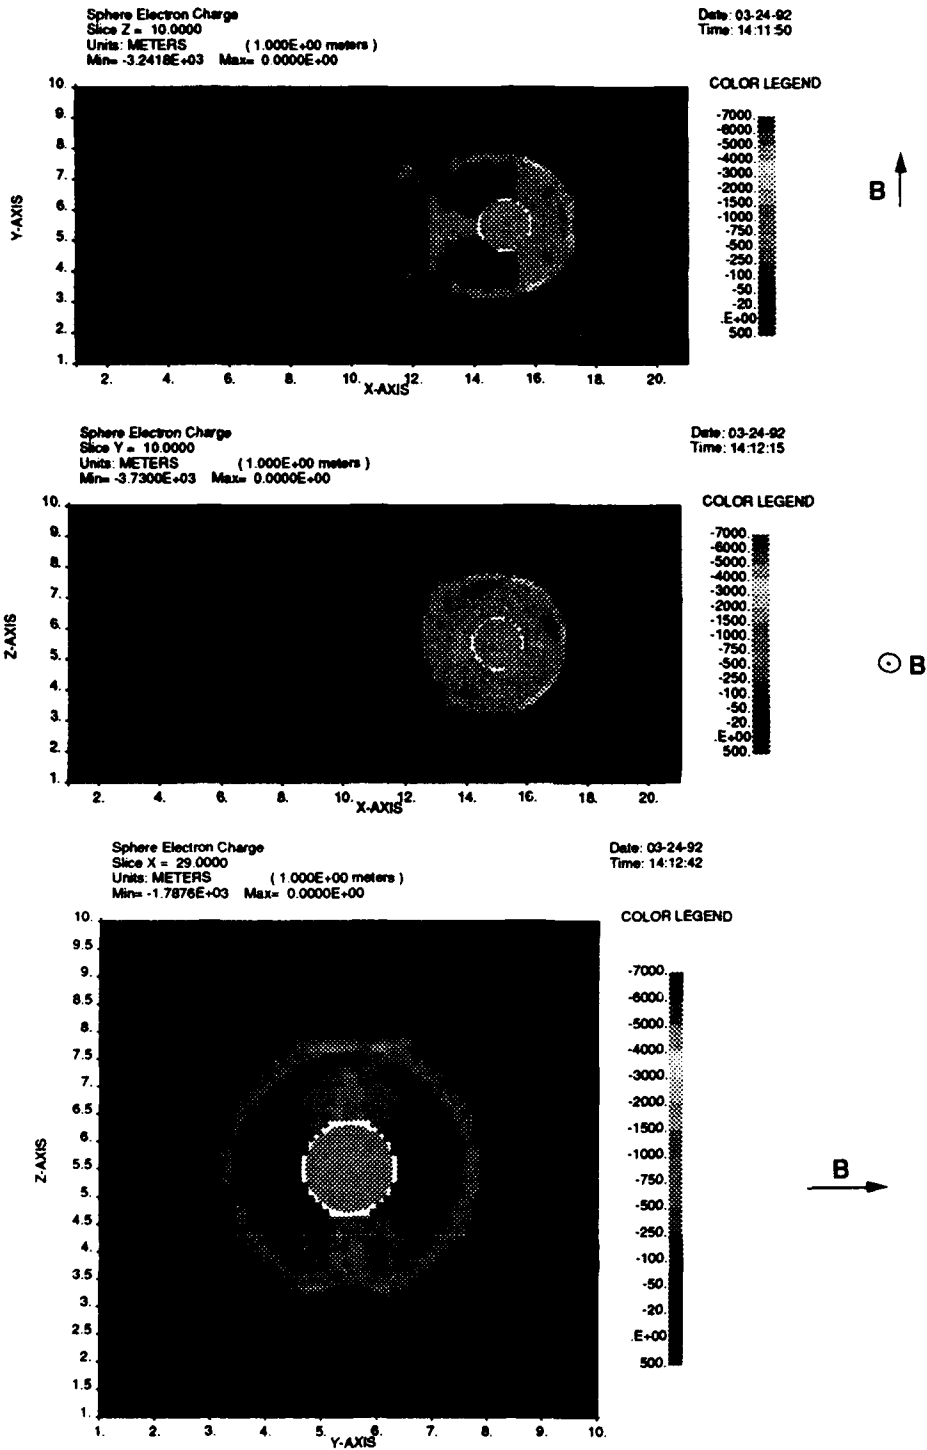 Sphere Electron Charge
Slice Z = 10.0000
Units: METERS ( 1.000E+00 meters )
Min= -3.2418E+03 Max= 0.0000E+00
Date: 03-24-92
Time: 14:11:50
COLOR LEGEND
-7000.
-6000.
-5000.
-4000.
-3000.
-2000.
-1500.
-1000.
-750.
-500.
-250.
-100.
-50.
-20.
.E+00
500.
B
10.
9.
8.
7.
6.
5.
4.
3.
2.
1.
Y-AXIS
2. 4. 6. 8. 10. 12. 14. 16. 18. 20.
X-AXIS
Sphere Electron Charge
Slice Y = 10.0000
Units: METERS ( 1.000E+00 meters )
Min= -3.7300E+03 Max= 0.0000E+00
Date: 03-24-92
Time: 14:12:15
COLOR LEGEND
-7000.
-6000.
-5000.
-4000.
-3000.
-2000.
-1500.
-1000.
-750.
-500.
-250.
-100.
-50.
-20.
.E+00
500.
B
10.
9.
8.
7.
6.
5.
4.
3.
2.
1.
Z-AXIS
2. 4. 6. 8. 10. 12. 14. 16. 18. 20.
X-AXIS
Sphere Electron Charge
Slice X = 29.0000
Units: METERS ( 1.000E+00 meters )
Min= -1.7876E+03 Max= 0.0000E+00
Date: 03-24-92
Time: 14:12:42
COLOR LEGEND
-7000.
-6000.
-5000.
-4000.
-3000.
-2000.
-1500.
-1000.
-750.
-500.
-250.
-100.
-50.
-20.
.E+00
500.
B
10.
9.5
9.
8.5
8.
7.5
7.
6.5
6.
5.5
5.
4.5
4.
3.5
3.
2.5
2.
1.5
1.
Z-AXIS
1. 2. 3. 4. 5. 6. 7. 8. 9. 10.
Y-AXIS